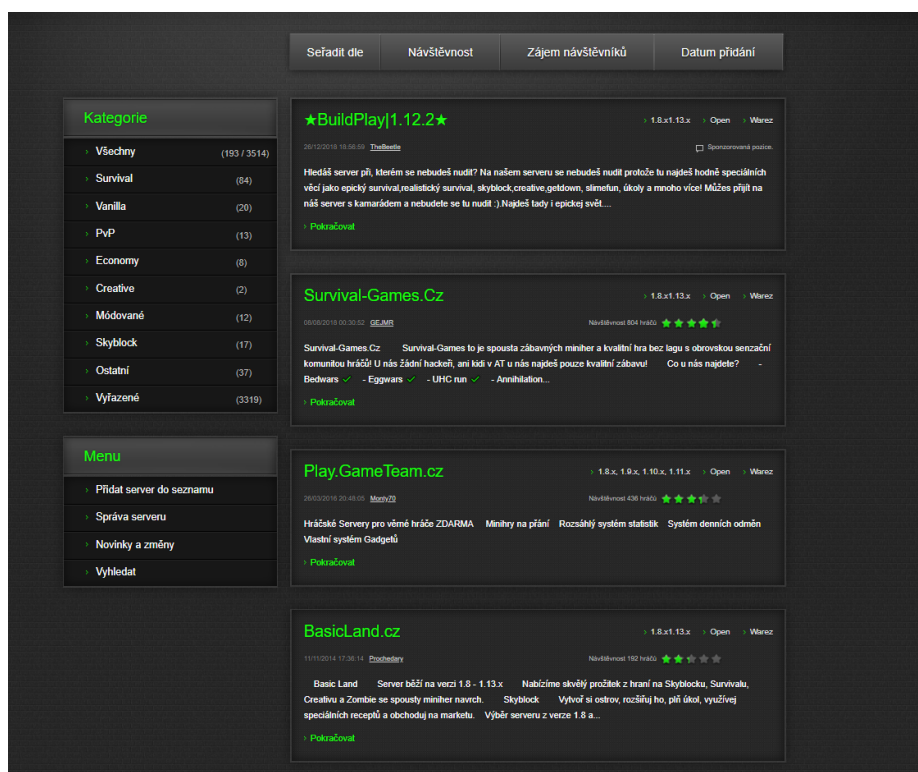 Seřadit dle
Návštěvnost
Zájem návštěvníků
Datum přidání
Kategorie
Všechny (193 / 3514)
Survival (84)
Vanilla (20)
PvP (13)
Economy (8)
Creative (2)
Módované (12)
Skyblock (17)
Ostatní (37)
Vyřazené (3319)
Menu
Přidat server do seznamu
Správa serveru
Novinky a změny
Vyhledat
★BuildPlay|1.12.2★
1.8.x1.13.x Open Warez
26/12/2018 18:56:59 TheBeetle
Sponzorovaná pozice.
Hledáš server při, kterém se nebudeš nudit? Na našem serveru se nebudeš nudit protože tu najdeš hodně speciálních
věcí jako epický survival,realistický survival, skyblock,creative,getdown, slimefun, úkoly a mnoho více! Můžes přijít na
náš server s kamarádem a nebudete se tu nudit :).Najdeš tady i epickej svět....
Pokračovat
Survival-Games.Cz
1.8.x1.13.x Open Warez
08/08/2016 00:30:52 GEJMR
Návštěvnost 604 hráčů
Survival-Games.Cz Survival-Games to je spousta zábavných miniher a kvalitní hra bez lagu s obrovskou senzační
komunitou hráčů! U nás žádní hackeři, ani kidi v AT u nás najdeš pouze kvalitní zábavu! Co u nás najdete? -
Bedwars ✓ - Eggwars ✓ - UHC run ✓ - Annihilation...
Pokračovat
Play.GameTeam.cz
1.8.x, 1.9.x, 1.10.x, 1.11.x Open Warez
26/03/2016 20:48:05 Monty70
Návštěvnost 436 hráčů
Hráčské Servery pro věrné hráče ZDARMA Minihry na přání Rozsáhlý systém statistik Systém denních odměn
Vlastní systém Gadgetů
Pokračovat
BasicLand.cz
1.8.x1.13.x Open Warez
11/11/2014 17:36:14 Prochedary
Návštěvnost 192 hráčů
Basic Land Server běží na verzi 1.8 - 1.13.x Nabízíme skvělý prožitek z hraní na Skyblocku, Survivalu,
Creativu a Zombie se spousty miniher navrch. Skyblock Vytvoř si ostrov, rozšiřuj ho, plň úkol, využívej
speciálních receptů a obchoduj na marketu. Výběr serveru z verze 1.8 a...
Pokračovat